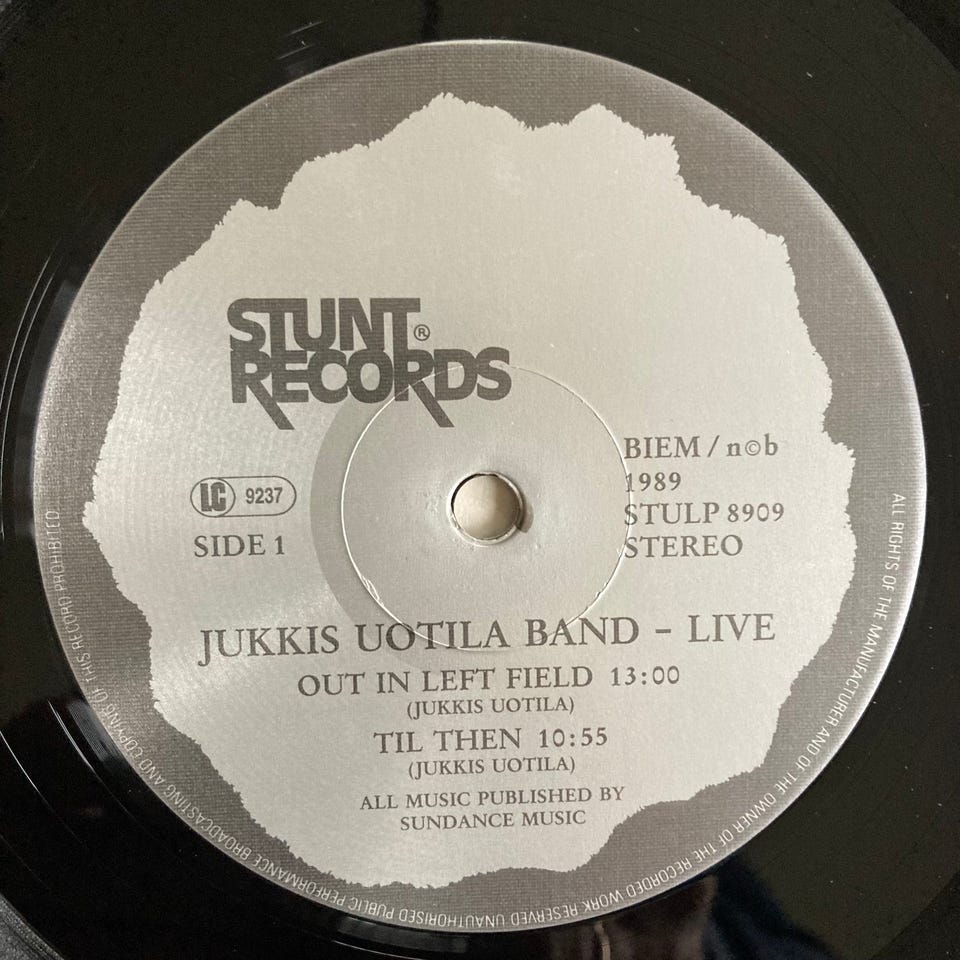 STUNT®
RECORDS
LC 9237
SIDE 1
BIEM / n©b
1989
STULP 8909
STEREO
JUKKIS UOTILA BAND - LIVE
OUT IN LEFT FIELD 13:00
(JUKKIS UOTILA)
TIL THEN 10:55
(JUKKIS UOTILA)
ALL MUSIC PUBLISHED BY
SUNDANCE MUSIC
ALL RIGHTS OF THE MANUFACTURER AND OF THE OWNER OF THE RECORDED WORK RESERVED UNAUTHORISED PUBLIC PERFORMANCE BROADCASTING AND COPYING OF THIS RECORD PROHIBITED